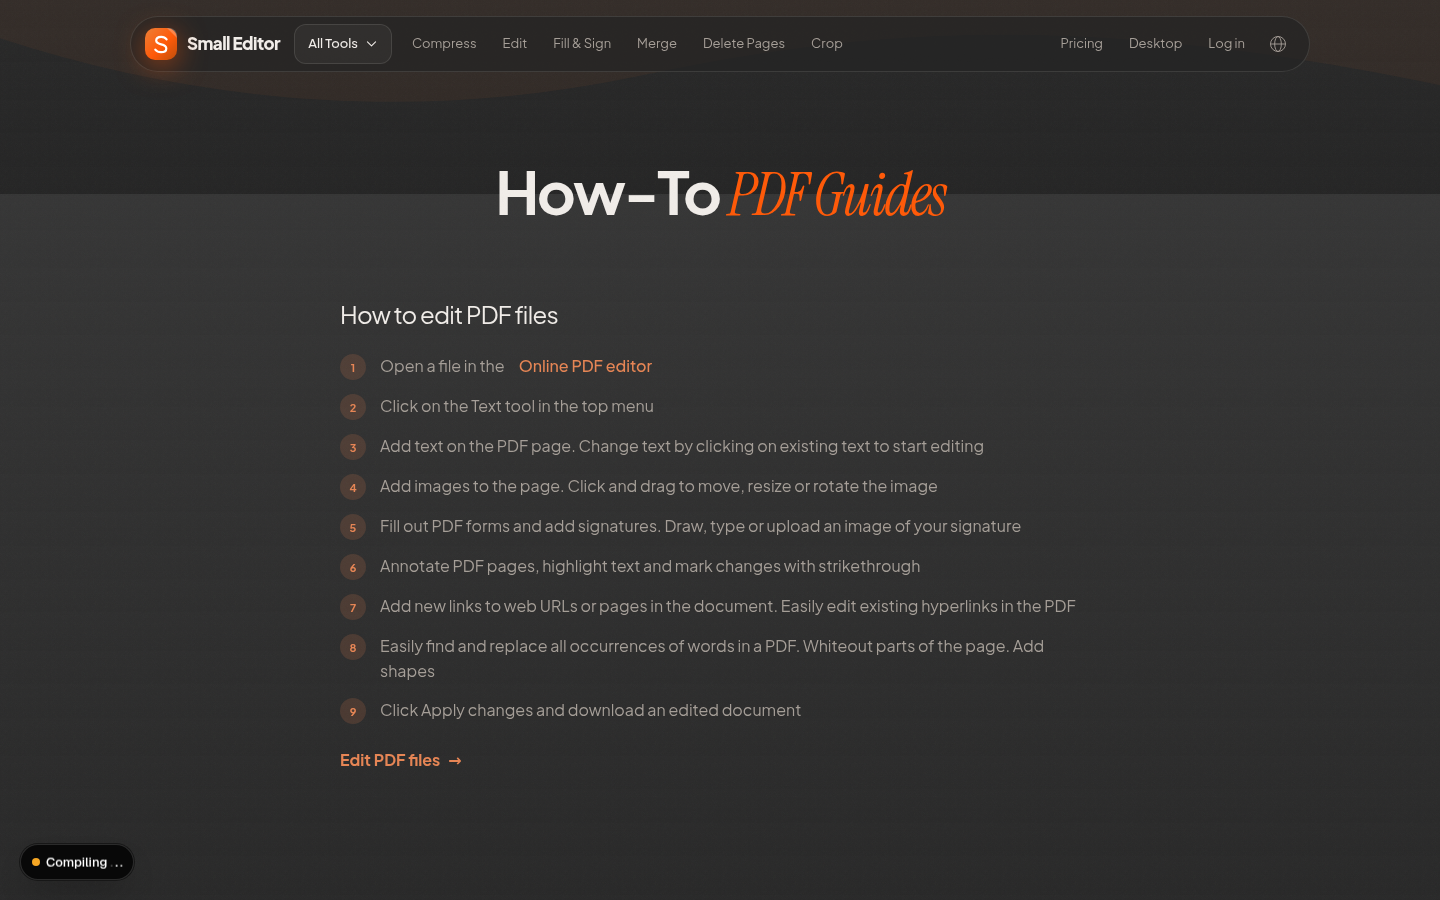 S Small Editor All Tools Compress Edit Fill & Sign Merge Delete Pages Crop Pricing Desktop Log in
How-To PDF Guides
How to edit PDF files
1 Open a file in the Online PDF editor
2 Click on the Text tool in the top menu
3 Add text on the PDF page. Change text by clicking on existing text to start editing
4 Add images to the page. Click and drag to move, resize or rotate the image
5 Fill out PDF forms and add signatures. Draw, type or upload an image of your signature
6 Annotate PDF pages, highlight text and mark changes with strikethrough
7 Add new links to web URLs or pages in the document. Easily edit existing hyperlinks in the PDF
8 Easily find and replace all occurrences of words in a PDF. Whiteout parts of the page. Add
shapes
9 Click Apply changes and download an edited document
Edit PDF files →
Compiling ...